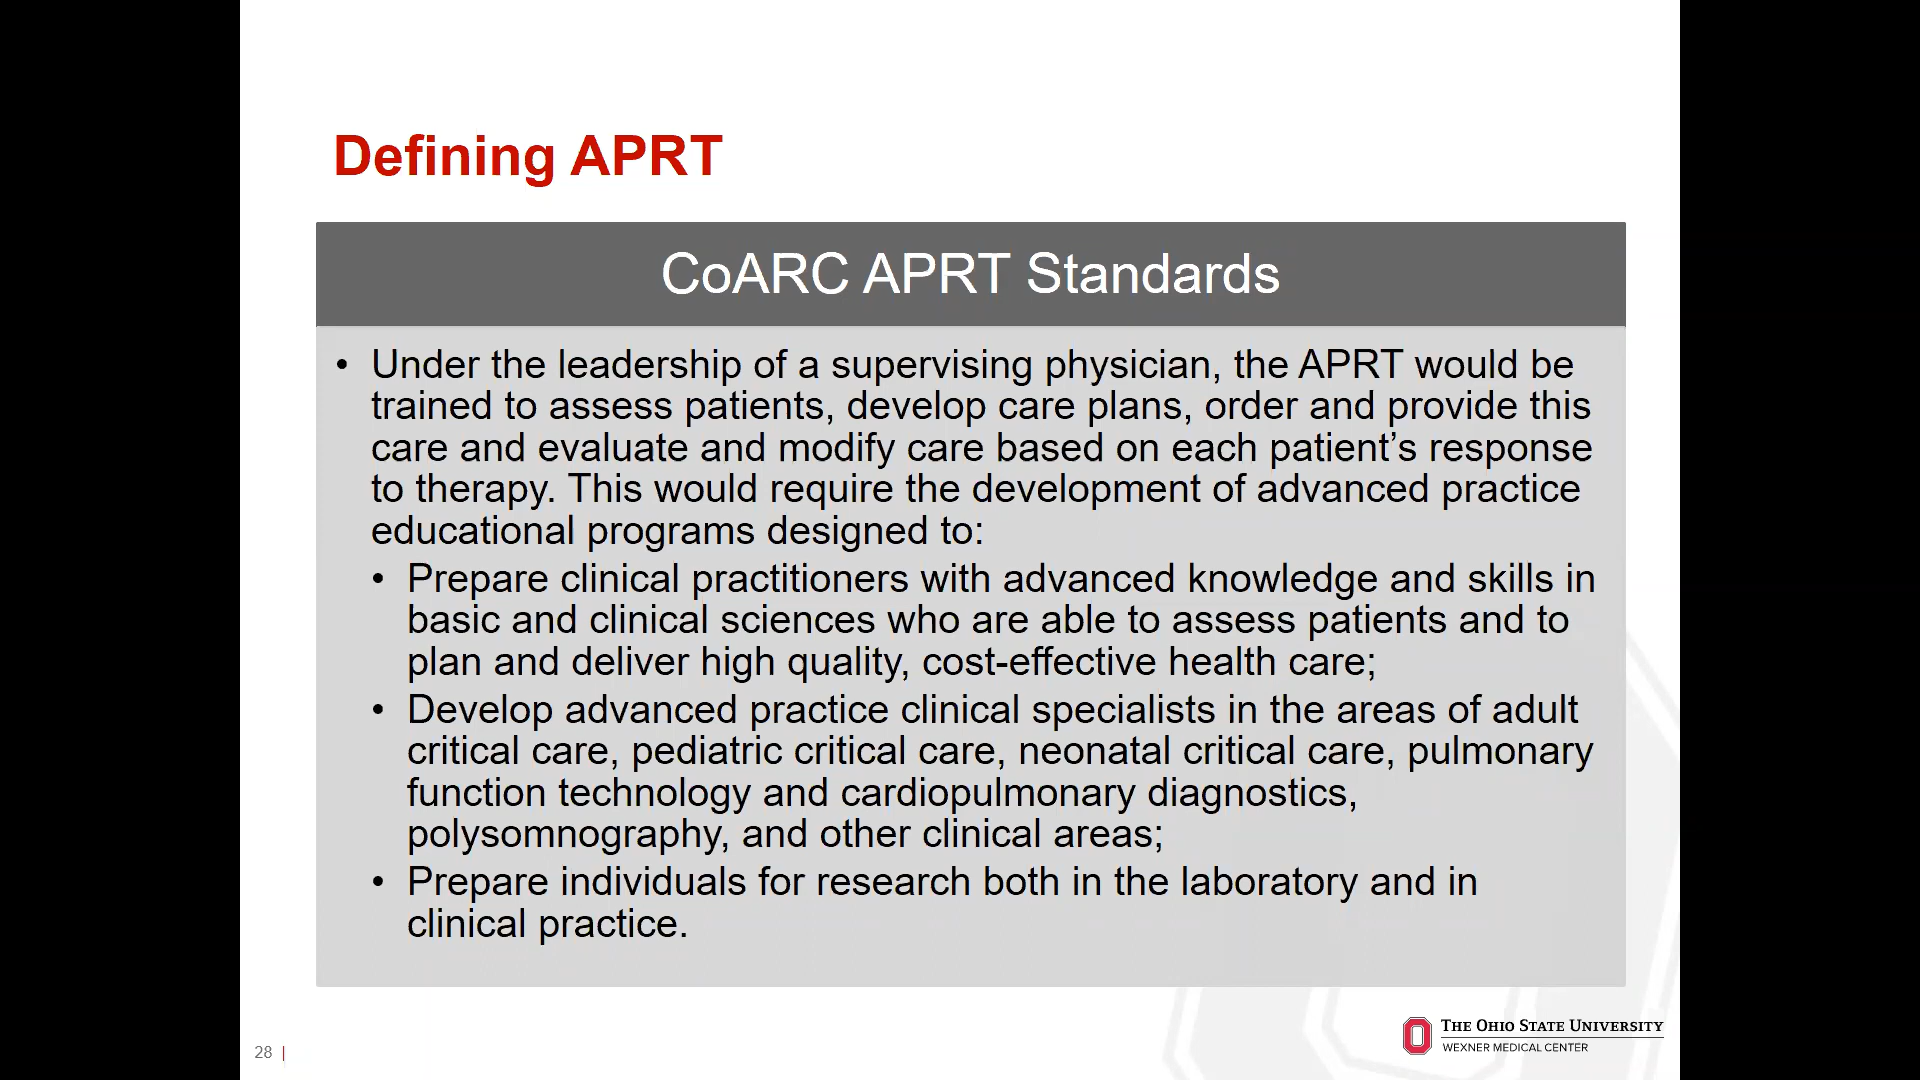 Defining APRT
CoARC APRT Standards
• Under the leadership of a supervising physician, the APRT would be
trained to assess patients, develop care plans, order and provide this
care and evaluate and modify care based on each patient’s response
to therapy. This would require the development of advanced practice
educational programs designed to:
• Prepare clinical practitioners with advanced knowledge and skills in
basic and clinical sciences who are able to assess patients and to
plan and deliver high quality, cost-effective health care;
• Develop advanced practice clinical specialists in the areas of adult
critical care, pediatric critical care, neonatal critical care, pulmonary
function technology and cardiopulmonary diagnostics,
polysomnography, and other clinical areas;
• Prepare individuals for research both in the laboratory and in
clinical practice.
28 |
THE OHIO STATE UNIVERSITY
WEXNER MEDICAL CENTER